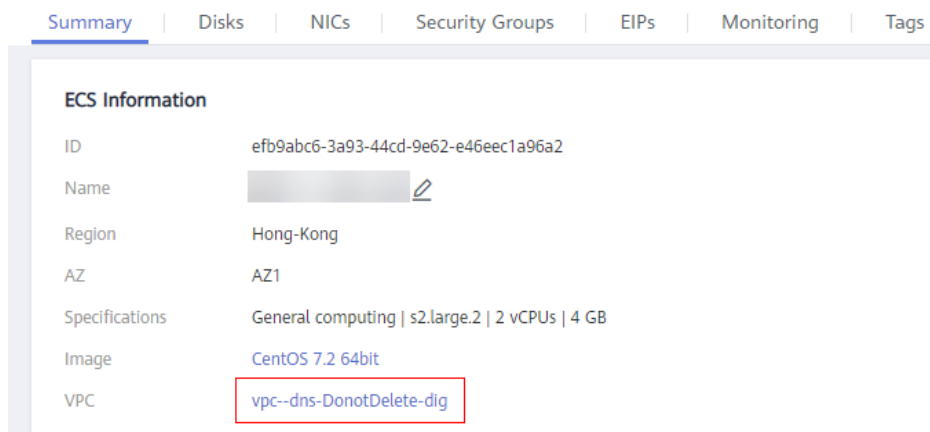 Summary Disks NICs Security Groups EIPs Monitoring Tags
ECS Information
ID efb9abc6-3a93-44cd-9e62-e46eec1a96a2
Name
Region Hong-Kong
AZ AZ1
Specifications General computing | s2.large.2 | 2 vCPUs | 4 GB
Image CentOS 7.2 64bit
VPC vpc--dns-DonotDelete-dig